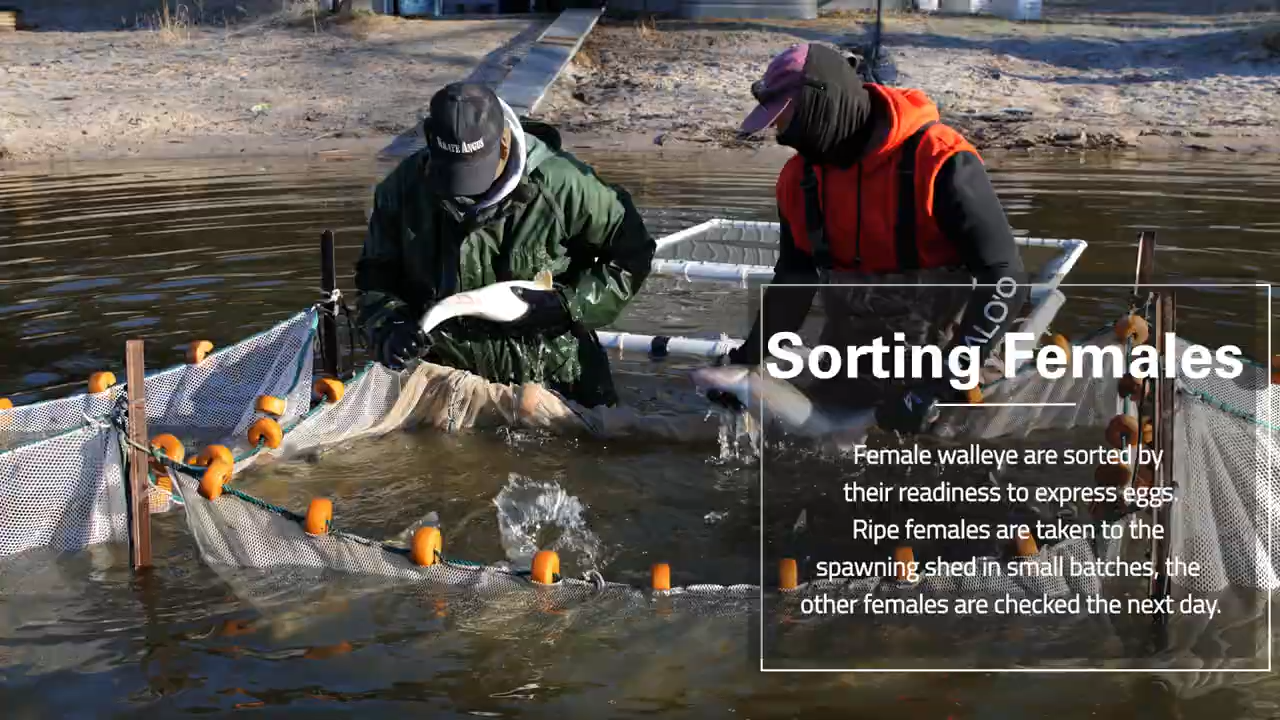 Sorting Females
Female walleye are sorted by
their readiness to express eggs.
Ripe females are taken to the
spawning shed in small batches, the
other females are checked the next day.